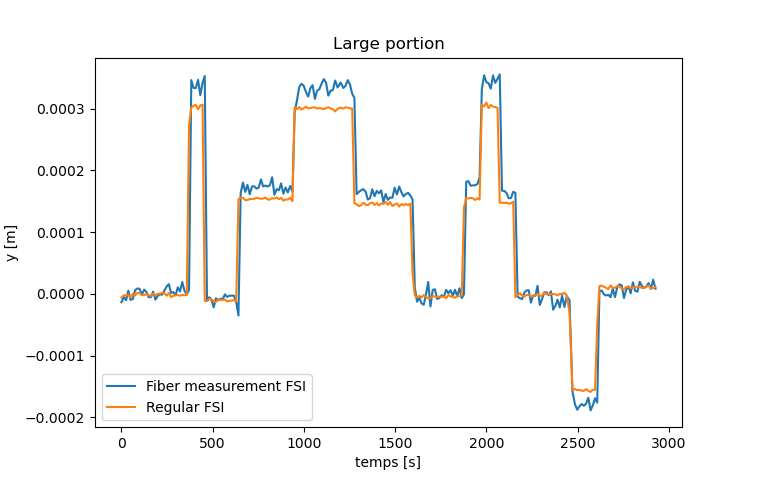 Large portion
0.0003
0.0002
0.0001
0.0000
−0.0001
−0.0002
y [m]
Fiber measurement FSI
Regular FSI
0
500
1000
1500
2000
2500
3000
temps [s]